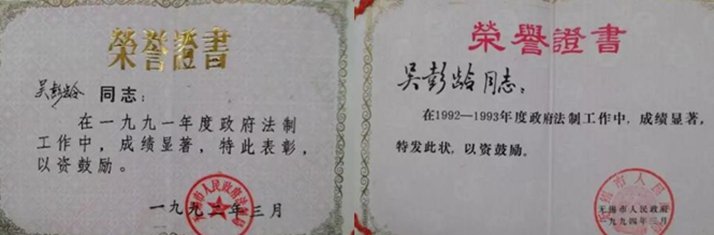 榮誉證書
吴彭龄 同志：
在一九九一年度政府法制
工作中，成绩显著，特此表彰，
以资鼓励。
一九九二年三月
榮譽證書
吴彭龄同志：
在1992—1993年度政府法制工作中，成绩显著，
特发此状，以资鼓励。
无锡市人民政府
一九九四年三月